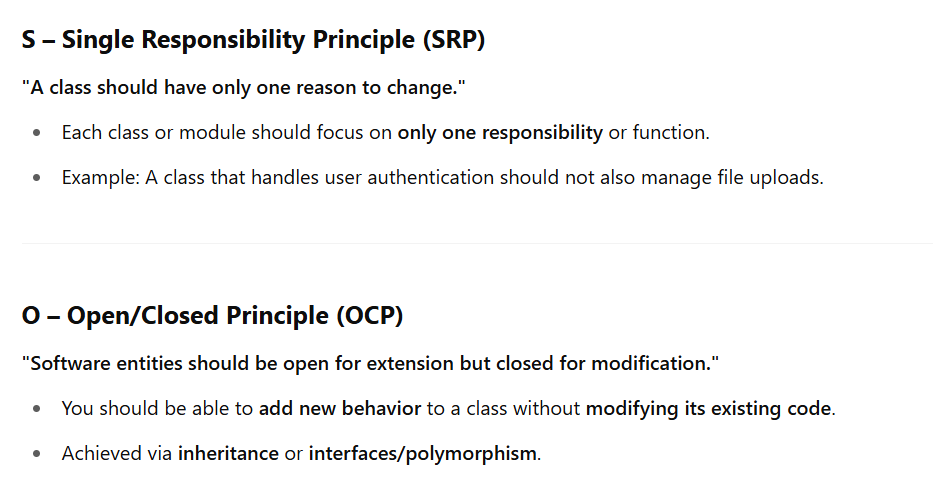 S – Single Responsibility Principle (SRP)
"A class should have only one reason to change."
• Each class or module should focus on only one responsibility or function.
• Example: A class that handles user authentication should not also manage file uploads.
O – Open/Closed Principle (OCP)
"Software entities should be open for extension but closed for modification."
• You should be able to add new behavior to a class without modifying its existing code.
• Achieved via inheritance or interfaces/polymorphism.